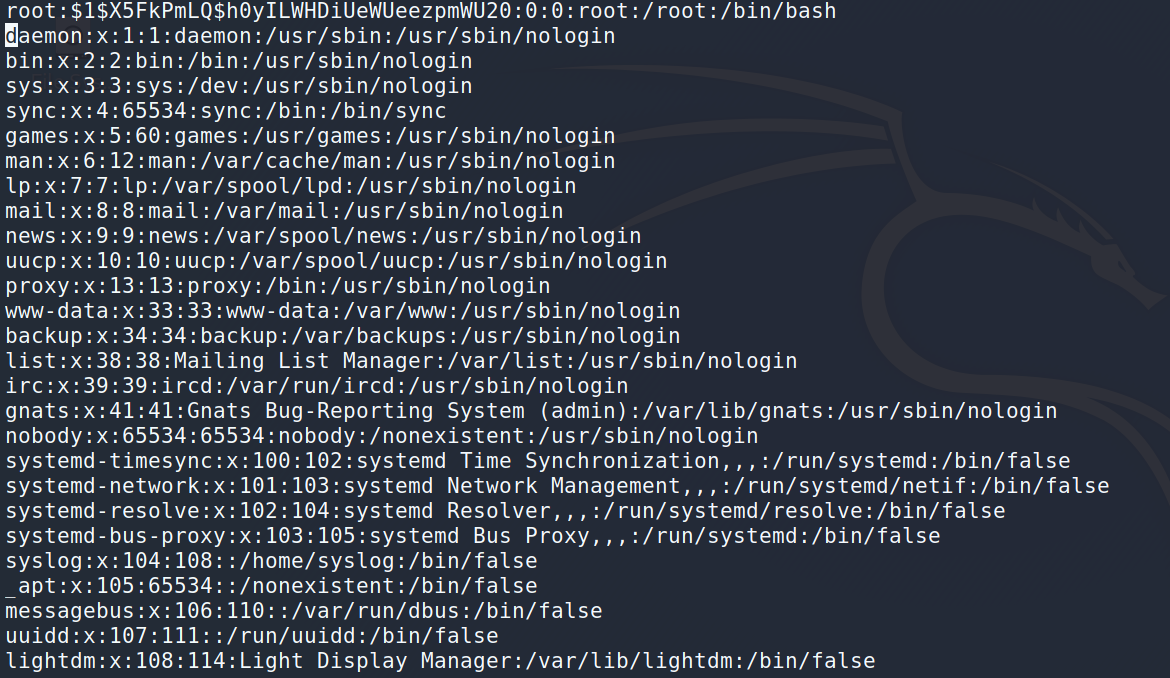 root:$1$X5FkPmLQ$h0yILWHDiUeWUeezpmWU20:0:0:root:/root:/bin/bash
daemon:x:1:1:daemon:/usr/sbin:/usr/sbin/nologin
bin:x:2:2:bin:/bin:/usr/sbin/nologin
sys:x:3:3:sys:/dev:/usr/sbin/nologin
sync:x:4:65534:sync:/bin:/bin/sync
games:x:5:60:games:/usr/games:/usr/sbin/nologin
man:x:6:12:man:/var/cache/man:/usr/sbin/nologin
lp:x:7:7:lp:/var/spool/lpd:/usr/sbin/nologin
mail:x:8:8:mail:/var/mail:/usr/sbin/nologin
news:x:9:9:news:/var/spool/news:/usr/sbin/nologin
uucp:x:10:10:uucp:/var/spool/uucp:/usr/sbin/nologin
proxy:x:13:13:proxy:/bin:/usr/sbin/nologin
www-data:x:33:33:www-data:/var/www:/usr/sbin/nologin
backup:x:34:34:backup:/var/backups:/usr/sbin/nologin
list:x:38:38:Mailing List Manager:/var/list:/usr/sbin/nologin
irc:x:39:39:ircd:/var/run/ircd:/usr/sbin/nologin
gnats:x:41:41:Gnats Bug-Reporting System (admin):/var/lib/gnats:/usr/sbin/nologin
nobody:x:65534:65534:nobody:/nonexistent:/usr/sbin/nologin
systemd-timesync:x:100:102:systemd Time Synchronization,,,:/run/systemd:/bin/false
systemd-network:x:101:103:systemd Network Management,,,:/run/systemd/netif:/bin/false
systemd-resolve:x:102:104:systemd Resolver,,,:/run/systemd/resolve:/bin/false
systemd-bus-proxy:x:103:105:systemd Bus Proxy,,,:/run/systemd:/bin/false
syslog:x:104:108::/home/syslog:/bin/false
_apt:x:105:65534::/nonexistent:/bin/false
messagebus:x:106:110::/var/run/dbus:/bin/false
uuidd:x:107:111::/run/uuidd:/bin/false
lightdm:x:108:114:Light Display Manager:/var/lib/lightdm:/bin/false